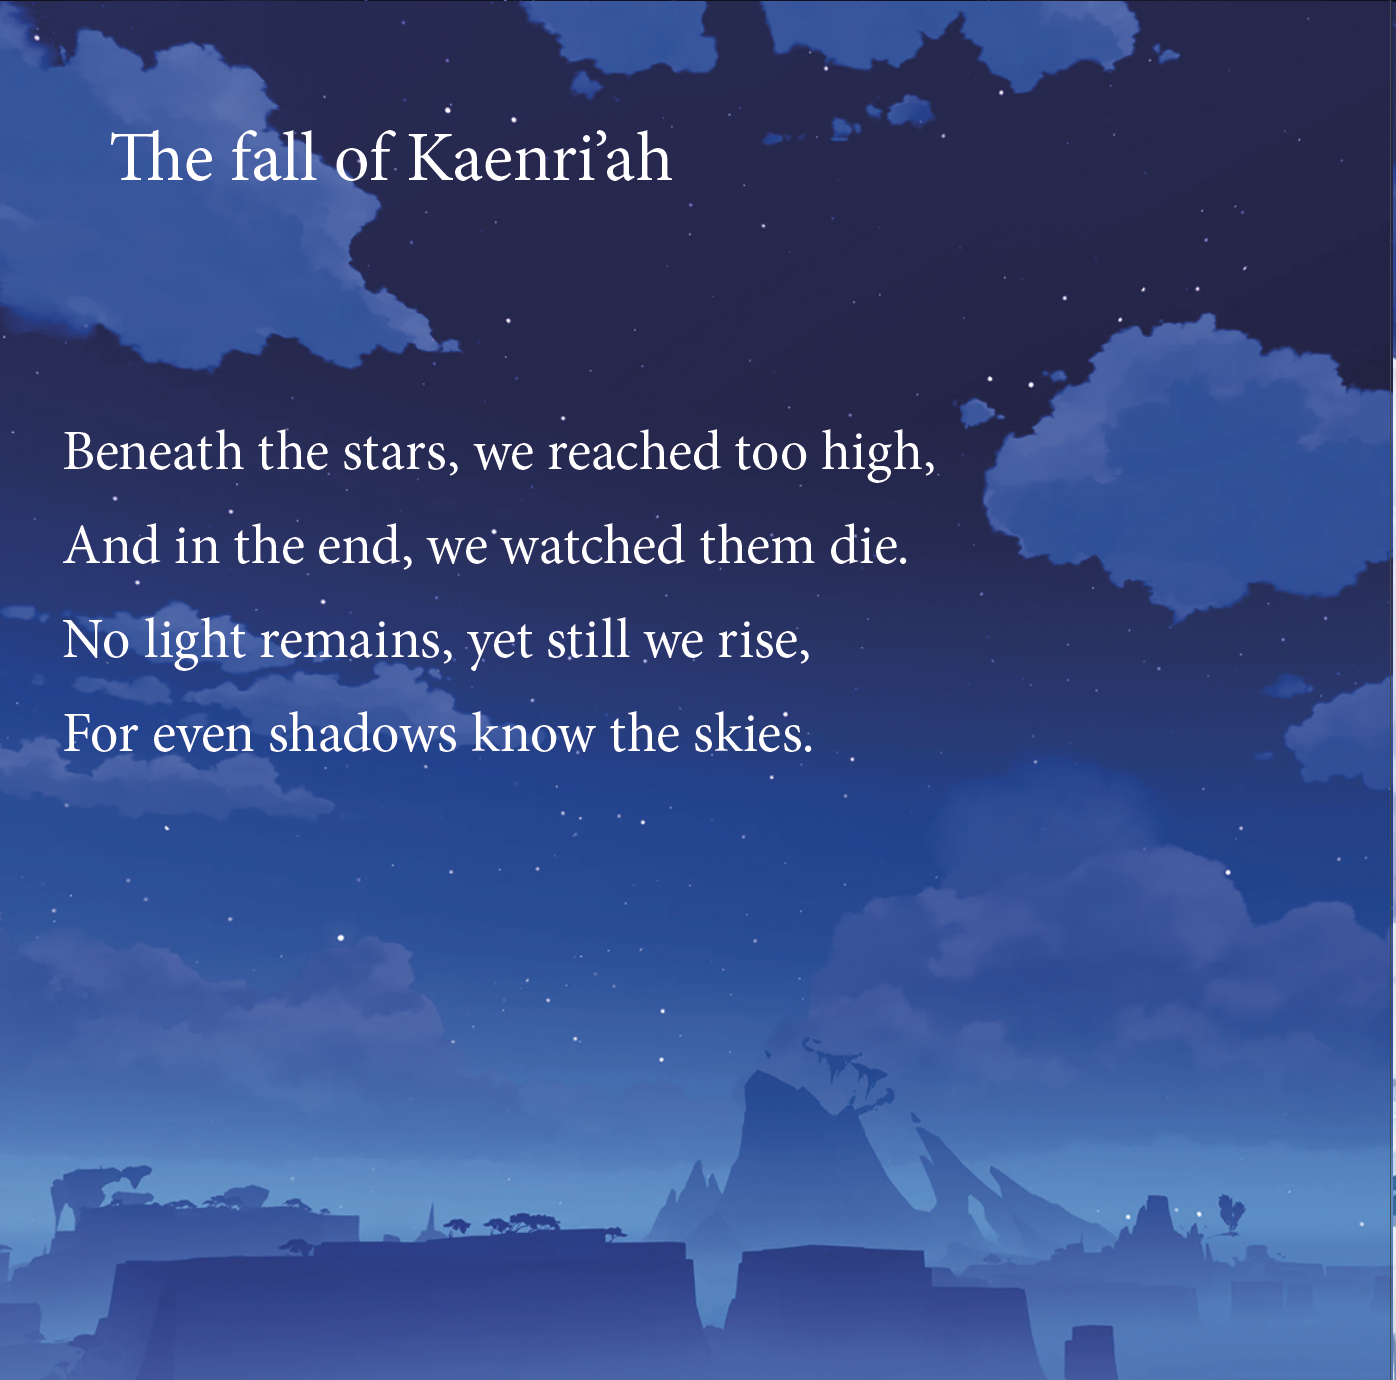 The fall of Kaenri’ah
Beneath the stars, we reached too high,
And in the end, we watched them die.
No light remains, yet still we rise,
For even shadows know the skies.